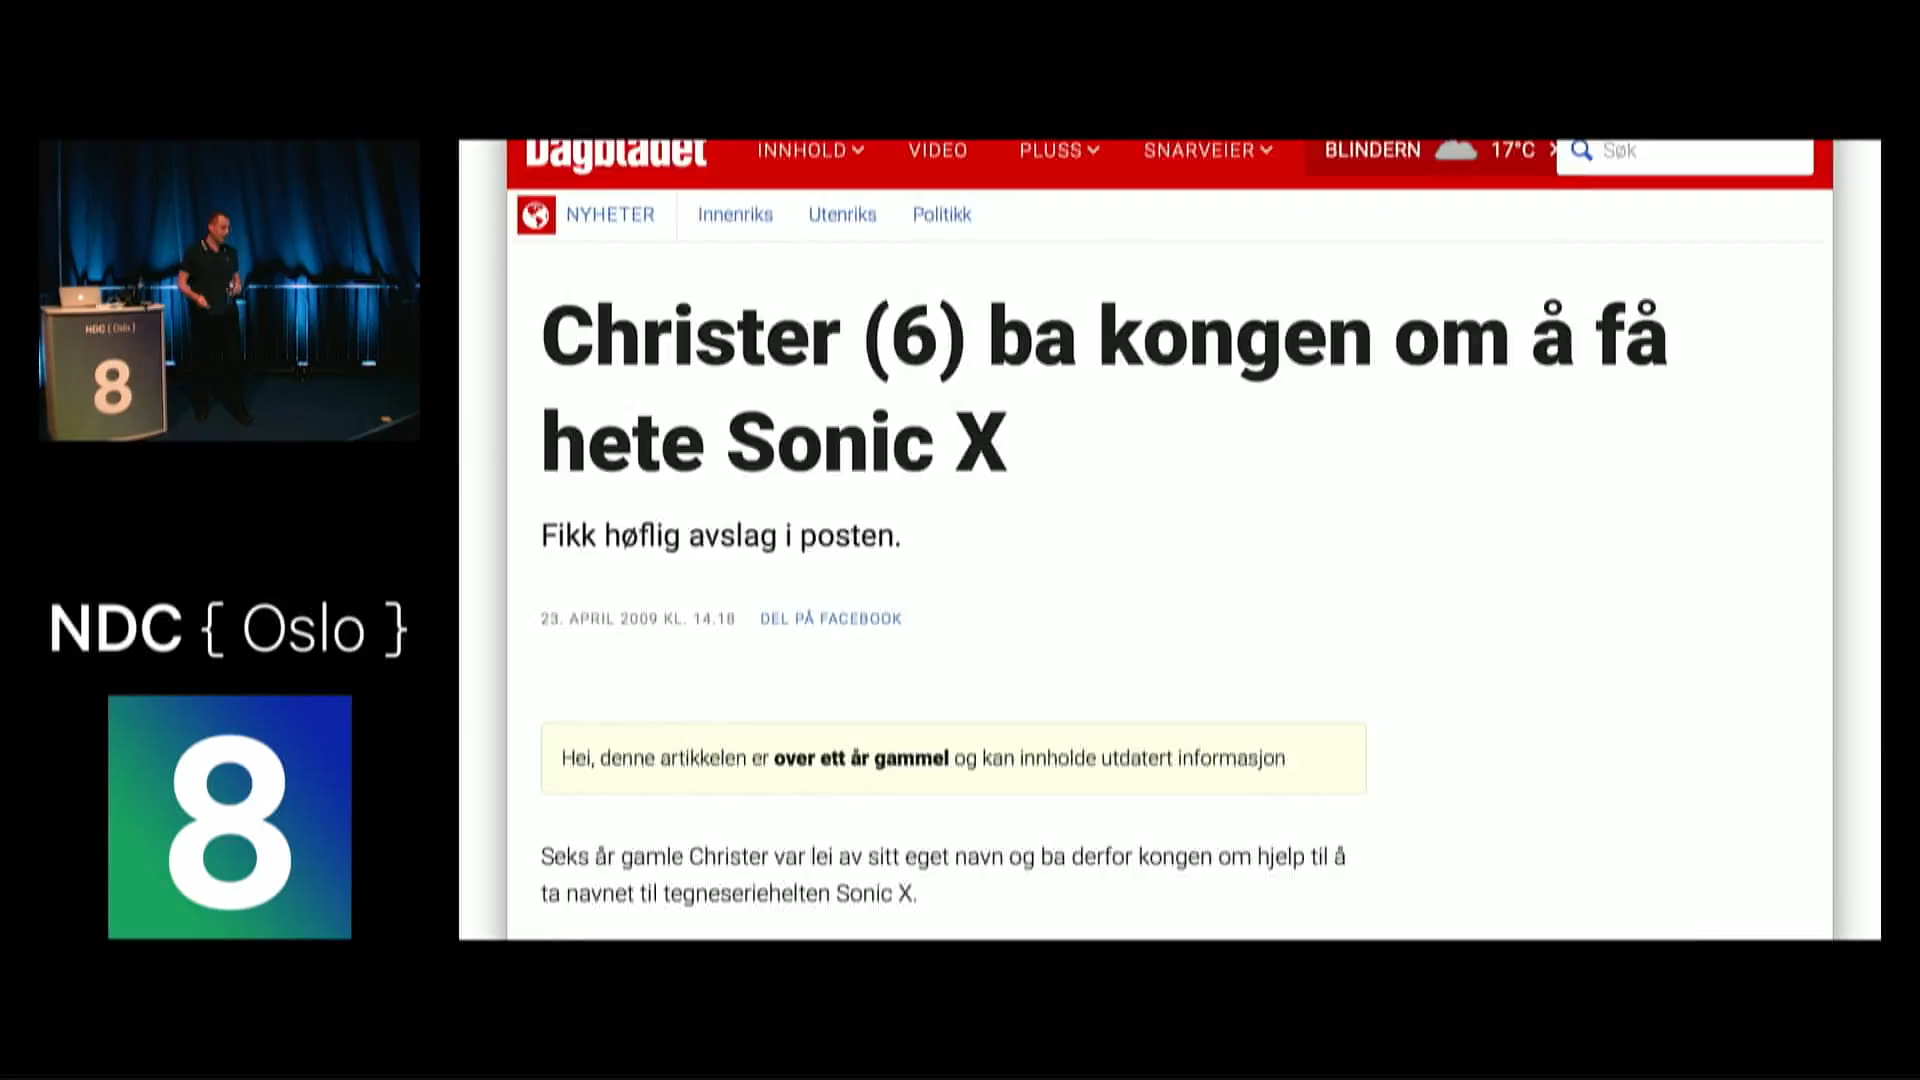 Dagbladet
INNHOLD
VIDEO
PLUSS
SNARVEIER
BLINDERN
17°C
Søk
NYHETER
Innenriks
Utenriks
Politikk
Christer (6) ba kongen om å få
hete Sonic X
Fikk høflig avslag i posten.
23. APRIL 2009 KL. 14.18
DEL PÅ FACEBOOK
Hei, denne artikkelen er over ett år gammel og kan innholde utdatert informasjon
Seks år gamle Christer var lei av sitt eget navn og ba derfor kongen om hjelp til å
ta navnet til tegneseriehelten Sonic X.
NDC { Oslo }
8
NDC { Oslo }
8